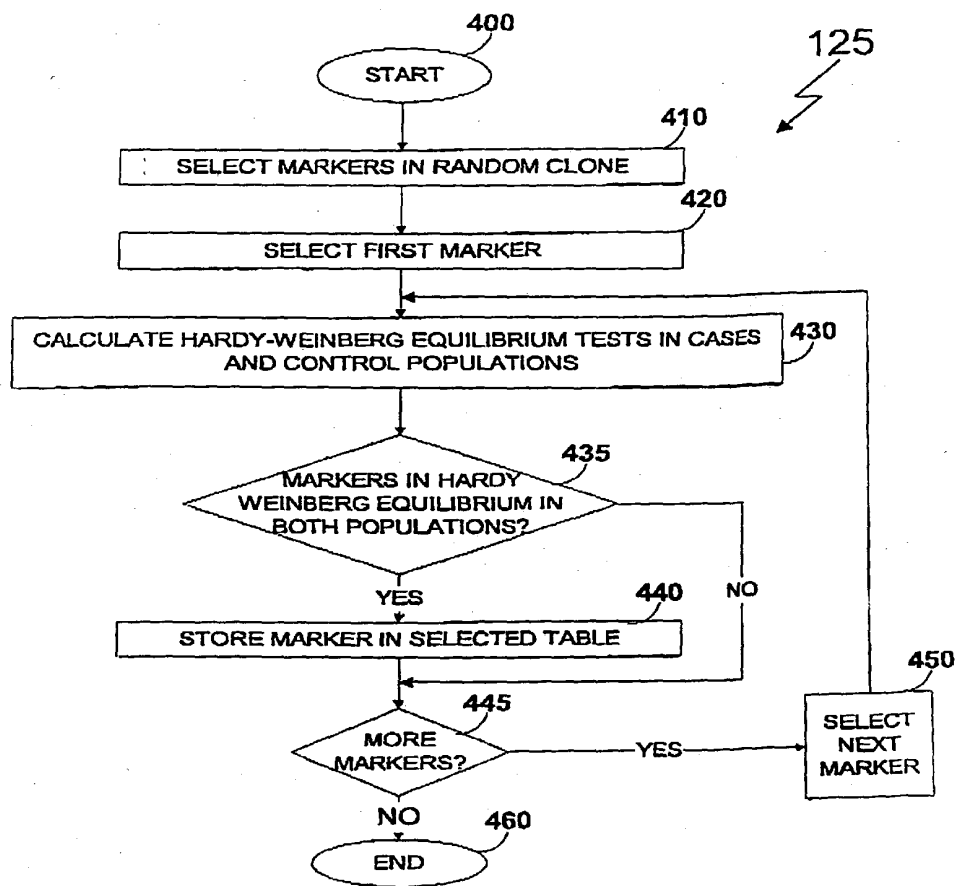 400
START
125
410
SELECT MARKERS IN RANDOM CLONE
420
SELECT FIRST MARKER
CALCULATE HARDY-WEINBERG EQUILIBRIUM TESTS IN CASES
AND CONTROL POPULATIONS
430
435
MARKERS IN HARDY
WEINBERG EQUILIBRIUM IN
BOTH POPULATIONS?
NO
YES
440
STORE MARKER IN SELECTED TABLE
450
SELECT
NEXT
MARKER
445
MORE
MARKERS?
YES
NO
460
END